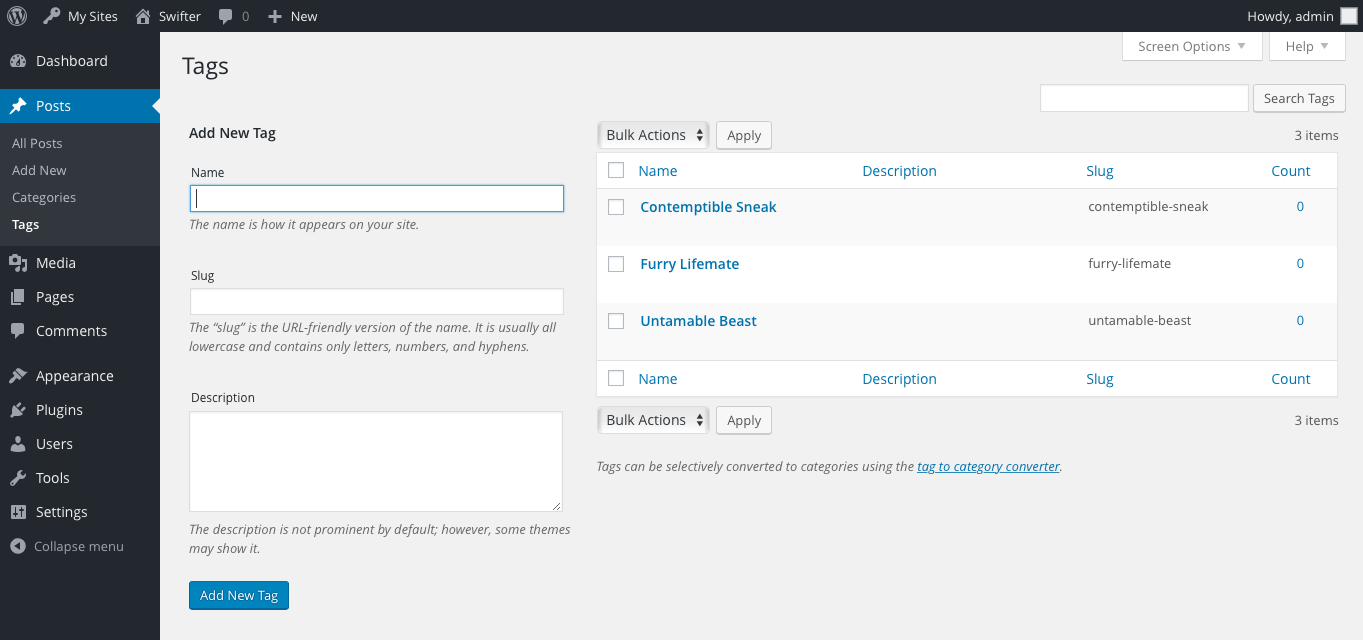 My Sites Swifter 0 New Howdy, admin
Dashboard
Posts
All Posts
Add New
Categories
Tags
Media
Pages
Comments
Appearance
Plugins
Users
Tools
Settings
Collapse menu
Screen Options Help
Tags
Search Tags
Add New Tag
Name
The name is how it appears on your site.
Slug
The “slug” is the URL-friendly version of the name. It is usually all
lowercase and contains only letters, numbers, and hyphens.
Description
The description is not prominent by default; however, some themes
may show it.
Add New Tag
Bulk Actions Apply 3 items
Name Description Slug Count
Contemptible Sneak contemptible-sneak 0
Furry Lifemate furry-lifemate 0
Untamable Beast untamable-beast 0
Name Description Slug Count
Bulk Actions Apply 3 items
Tags can be selectively converted to categories using the tag to category converter.